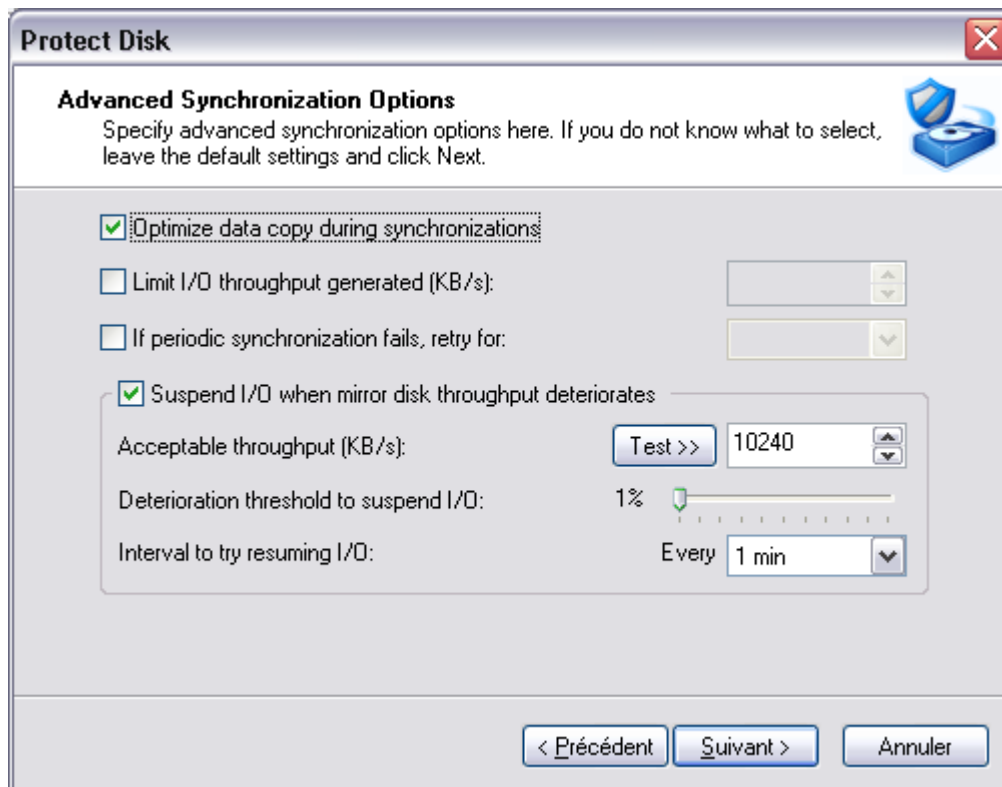 Protect Disk
Advanced Synchronization Options
Specify advanced synchronization options here. If you do not know what to select,
leave the default settings and click Next.
Optimize data copy during synchronizations
Limit I/O throughput generated (KB/s):
If periodic synchronization fails, retry for:
Suspend I/O when mirror disk throughput deteriorates
Acceptable throughput (KB/s): Test >> 10240
Deterioration threshold to suspend I/O: 1%
Interval to try resuming I/O: Every 1 min
< Précédent Suivant > Annuler